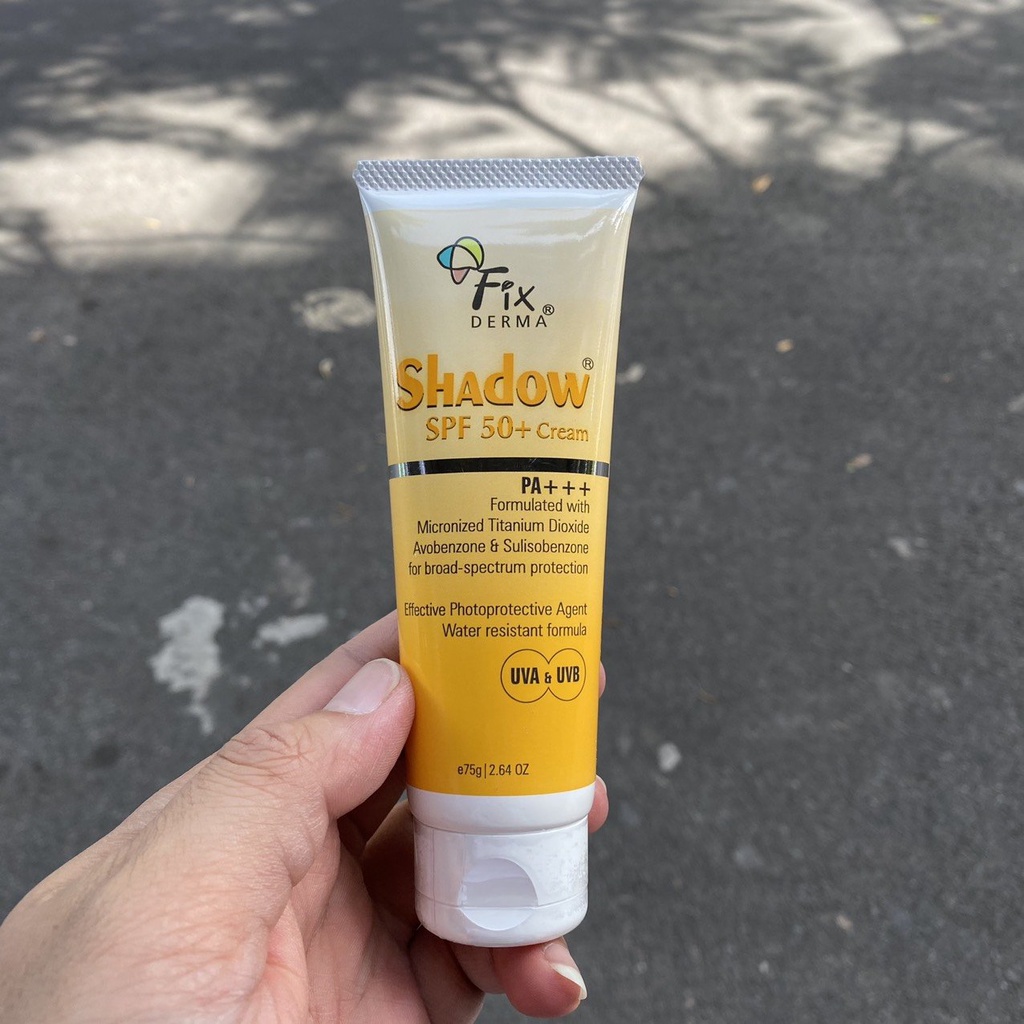 Fix
DERMA®
Shadow®
SPF 50+ Cream
PA+++
Formulated with
Micronized Titanium Dioxide
Avobenzone & Sulisobenzone
for broad-spectrum protection
Effective Photoprotective Agent
Water resistant formula
UVA & UVB
e75g|2.64 OZ